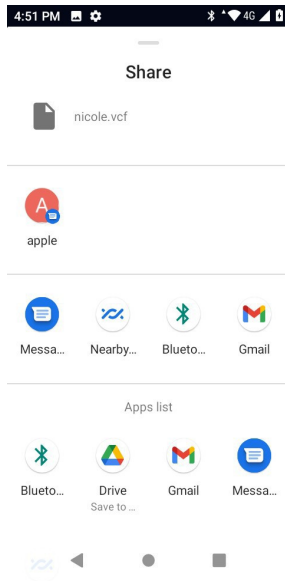 4:51 PM 4G
Share
nicole.vcf
A
apple
Messa... Nearby... Blueto... Gmail
Apps list
Blueto... Drive Gmail Messa...
Save to ...